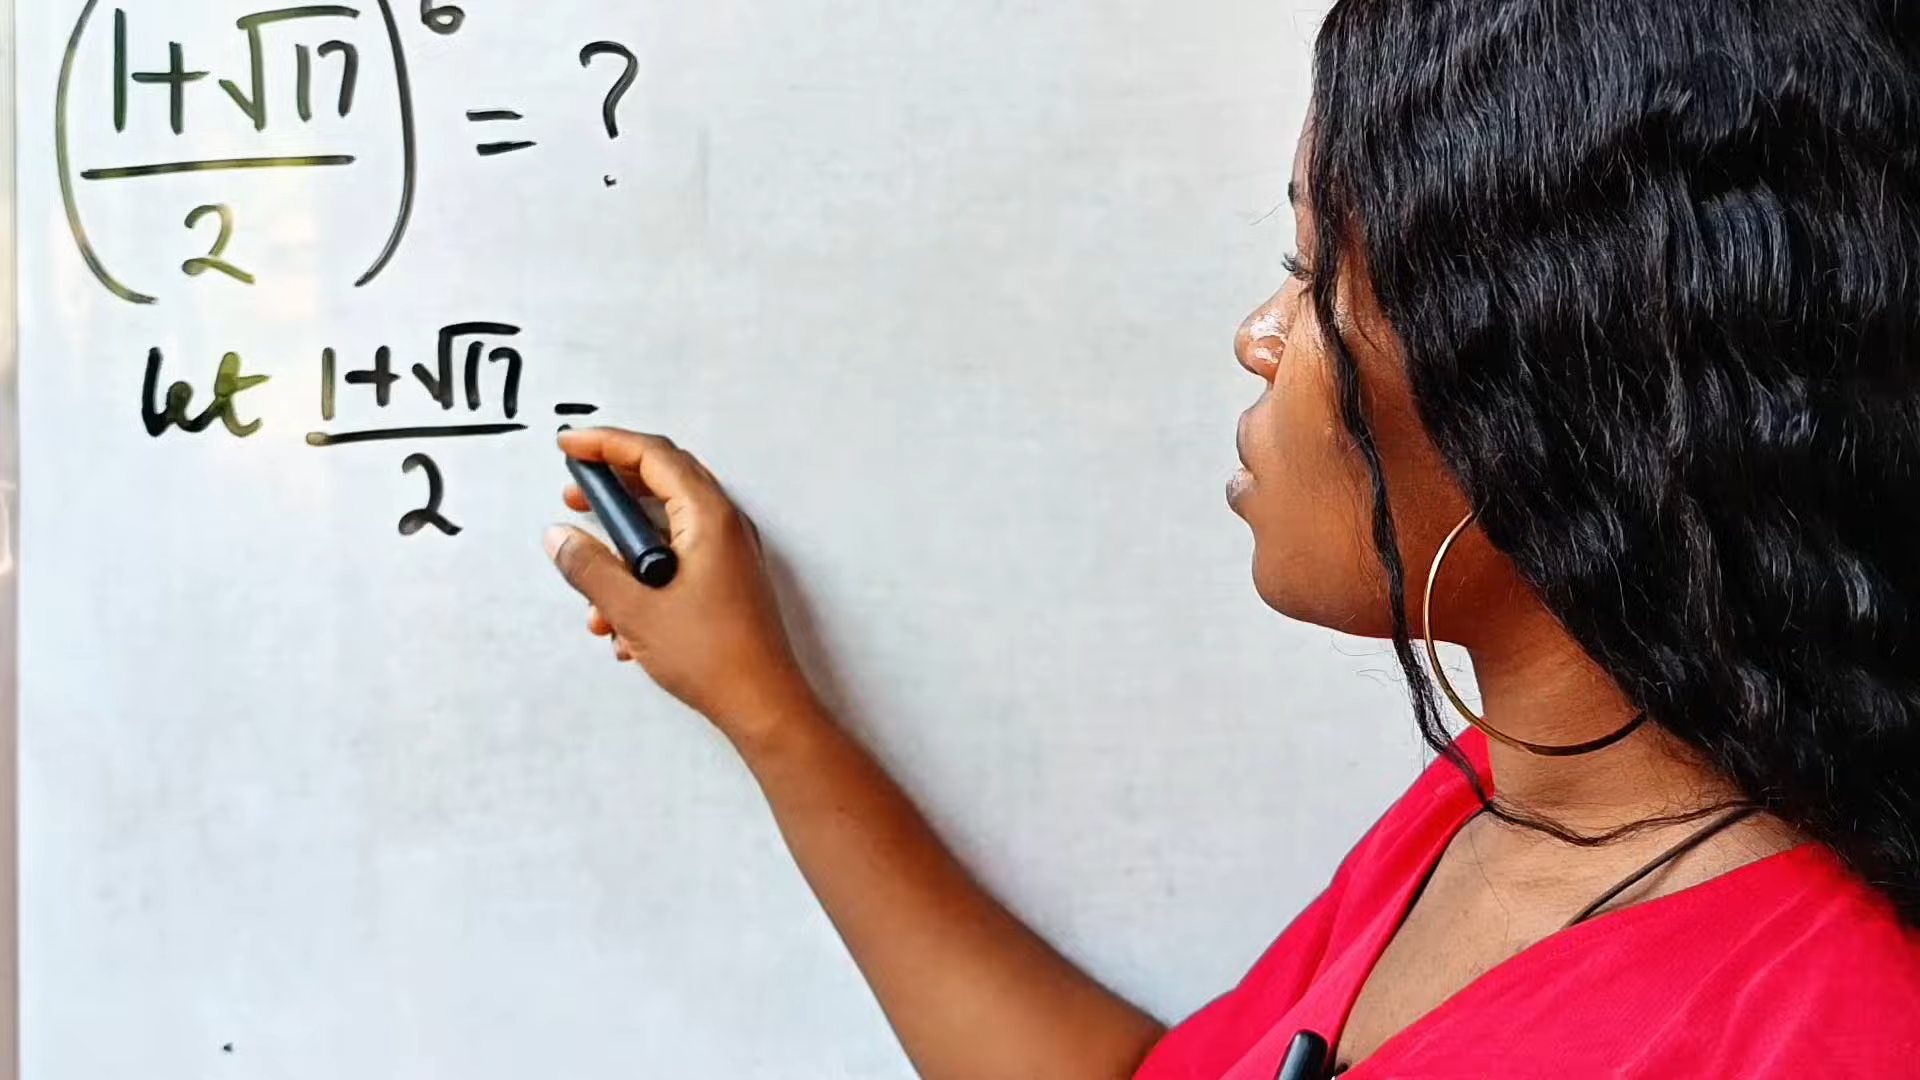 (1+√17/2)^6 = ?
let 1+√17/2 =